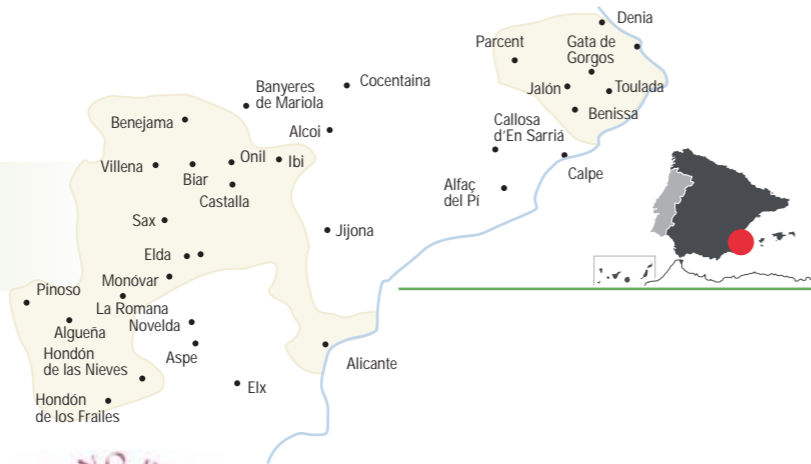 Denia
Parcent
Gata de
Gorgos
Jalón
Toulada
Benissa
Cocentaina
Banyeres
de Mariola
Benejama
Alcoi
Callosa
d'En Sarriá
Villena
Biar
Onil
Ibi
Castalla
Calpe
Alfaç
del Pí
Sax
Jijona
Elda
Monóvar
Pinoso
La Romana
Novelda
Algueña
Aspe
Alicante
Hondón
de las Nieves
Elx
Hondón
de los Frailes